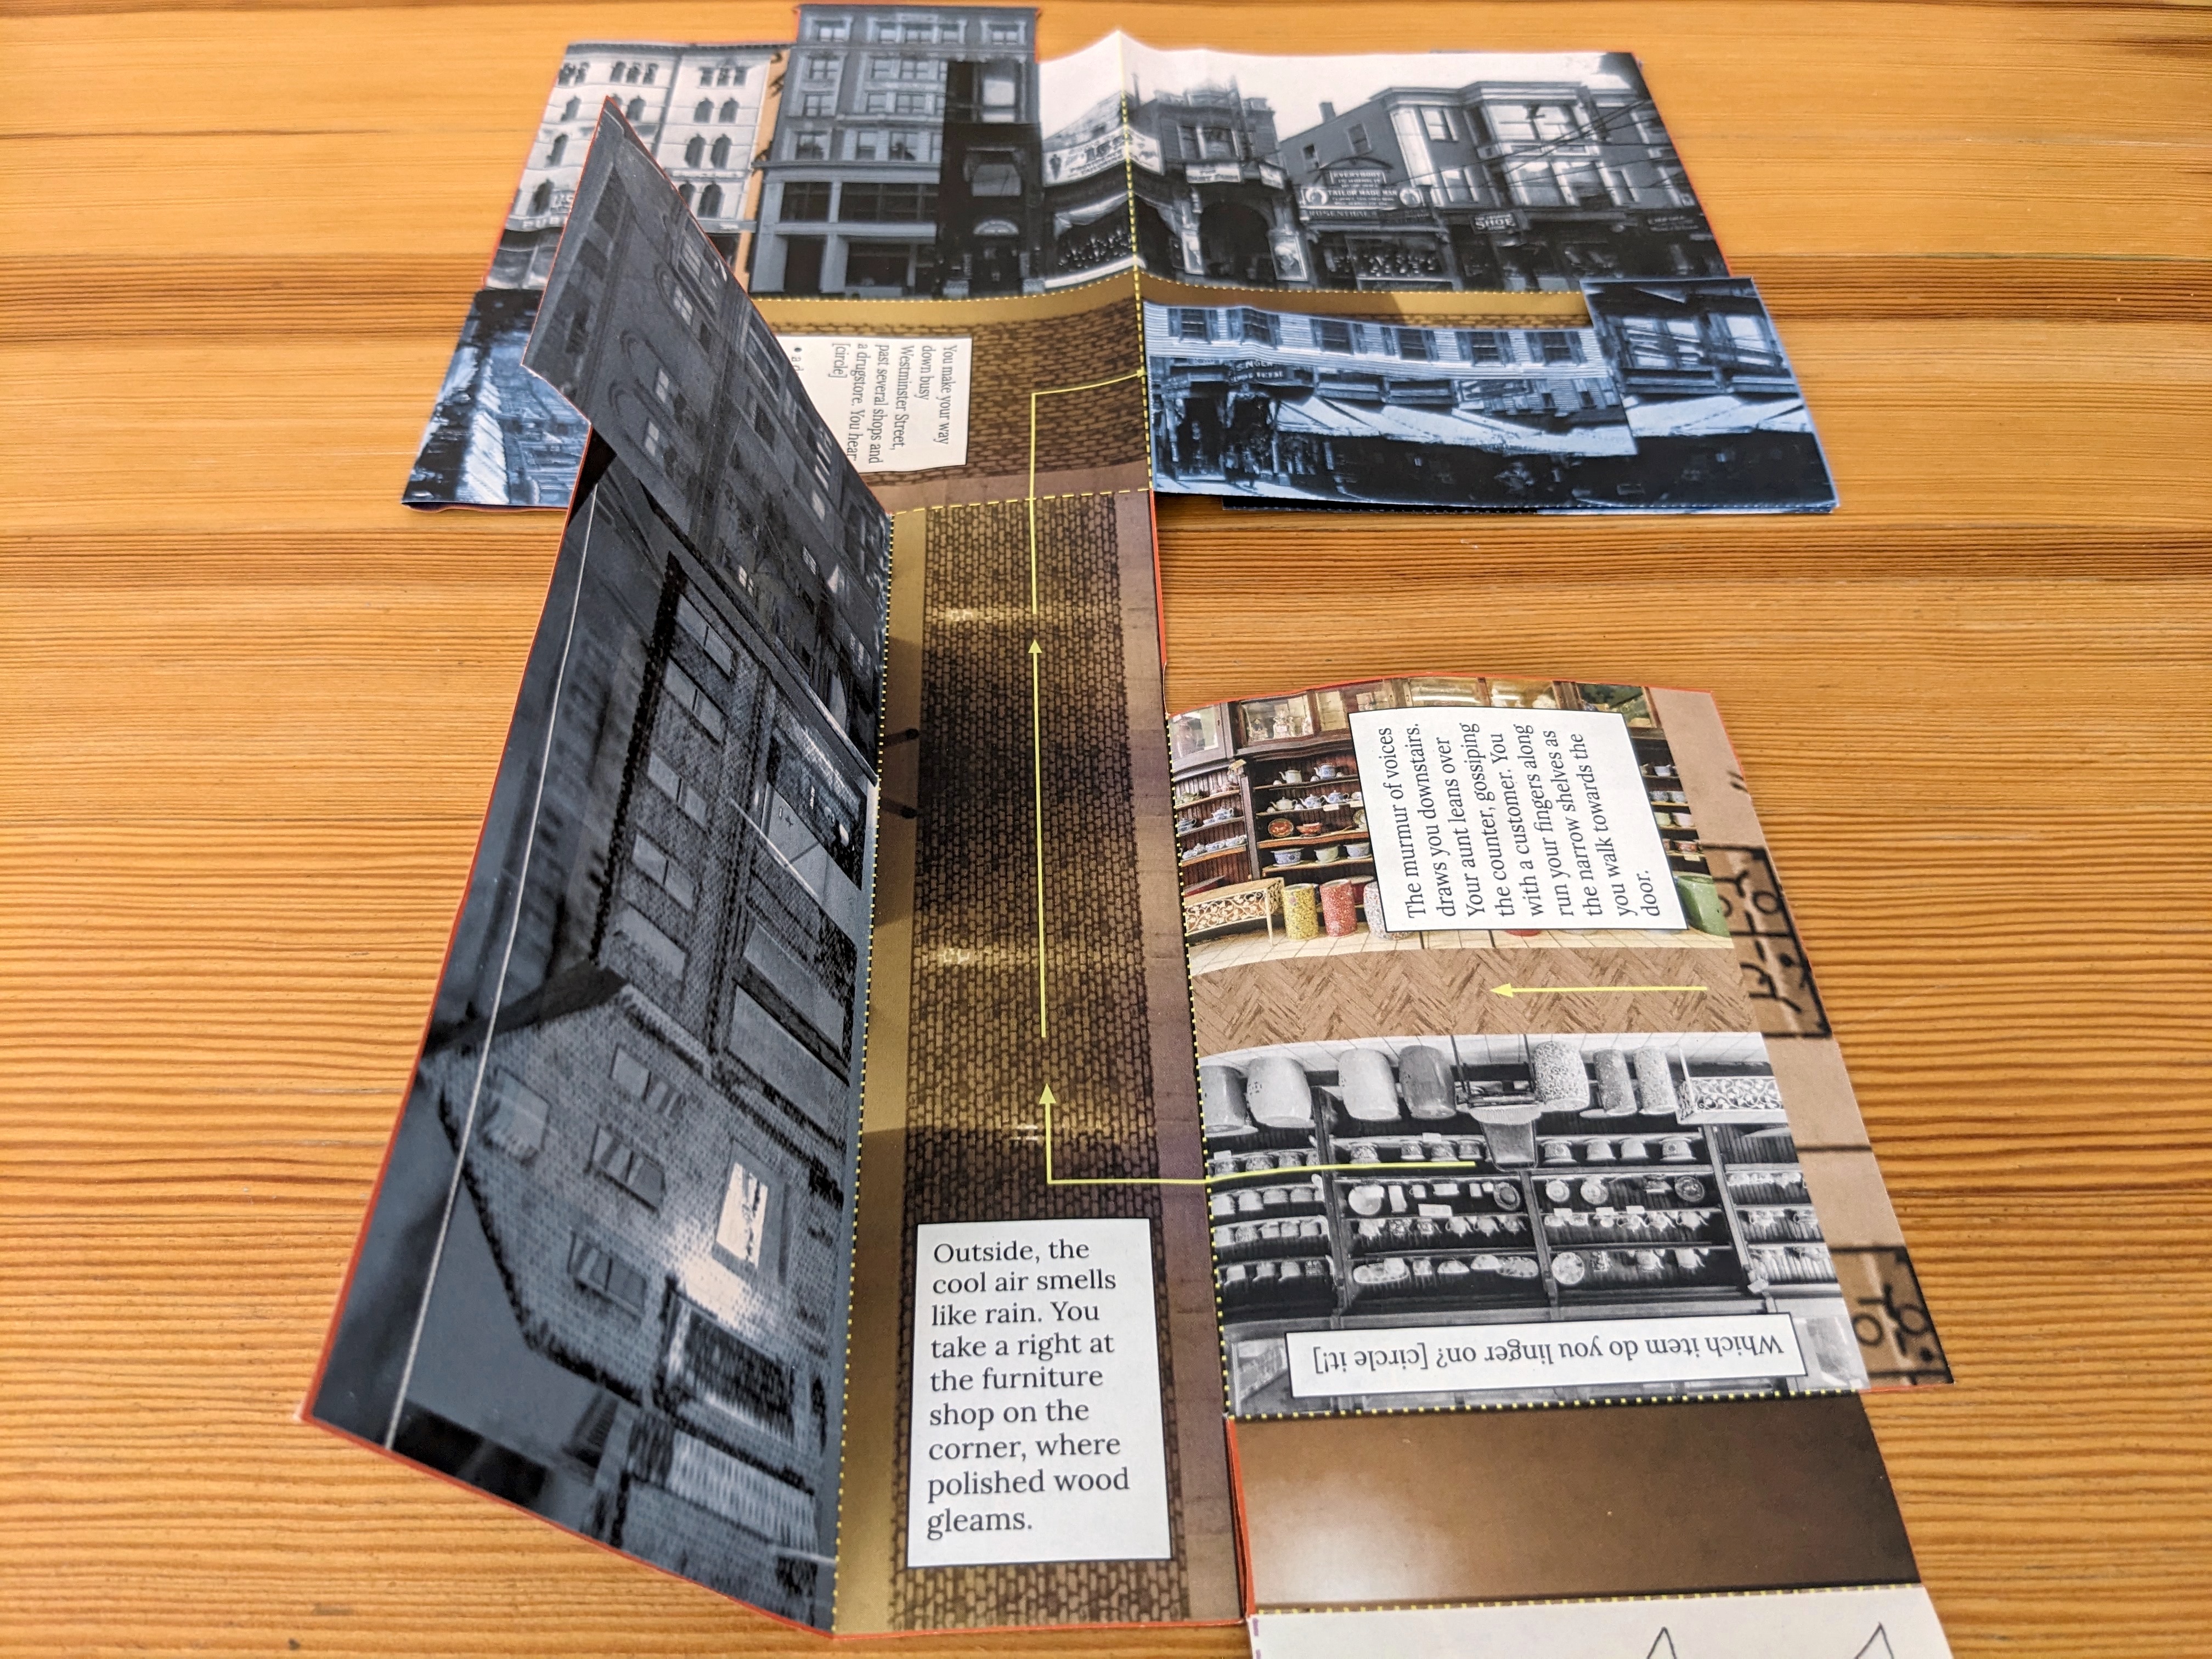 You make your way
down busy
Westminster Street,
past several shops and
a drugstore. You hear
[circle]
EVERYBODY
TAILOR MADE MAN
SHOE
The murmur of voices
draws you downstairs.
Your aunt leans over
the counter, gossiping
with a customer. You
run your fingers along
the narrow shelves as
you walk towards the
door.
Which item do you linger on? [circle it!]
Outside, the
cool air smells
like rain. You
take a right at
the furniture
shop on the
corner, where
polished wood
gleams.